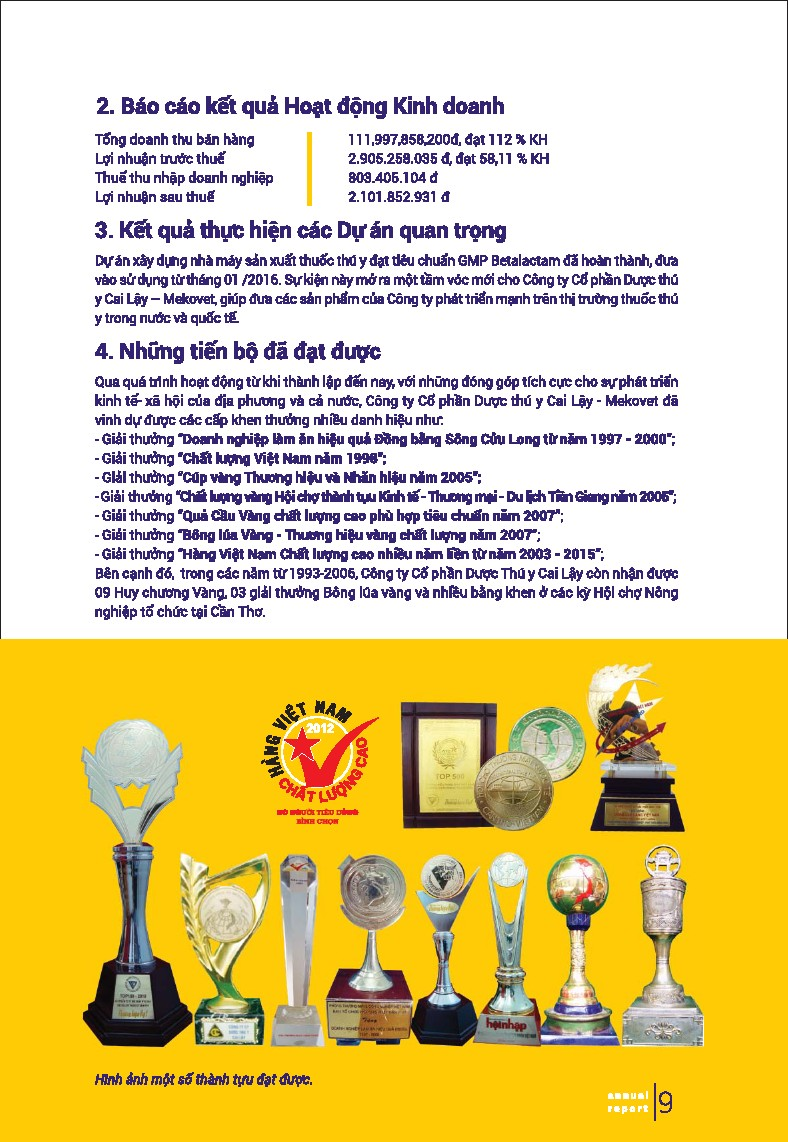 2. Báo cáo kết quả Hoạt động Kinh doanh
Tổng doanh thu bán hàng 111,997,858,200đ, đạt 112 % KH
Lợi nhuận trước thuế 2.905.258.035 đ, đạt 58,11 % KH
Thuế thu nhập doanh nghiệp 803.405.104 đ
Lợi nhuận sau thuế 2.101.852.931 đ
3. Kết quả thực hiện các Dự án quan trọng
Dự án xây dựng nhà máy sản xuất thuốc thú y đạt tiêu chuẩn GMP Betalactam đã hoàn thành, đưa
vào sử dụng từ tháng 01 /2016. Sự kiện này mở ra một tầm vóc mới cho Công ty Cổ phần Dược thú
y Cai Lậy – Mekovet, giúp đưa các sản phẩm của Công ty phát triển mạnh trên thị trường thuốc thú
y trong nước và quốc tế.
4. Những tiến bộ đã đạt được
Qua quá trình hoạt động từ khi thành lập đến nay, với những đóng góp tích cực cho sự phát triển
kinh tế- xã hội của địa phương và cả nước, Công ty Cổ phần Dược thú y Cai Lậy - Mekovet đã
vinh dự được các cấp khen thưởng nhiều danh hiệu như:
- Giải thưởng “Doanh nghiệp làm ăn hiệu quả Đồng bằng Sông Cửu Long từ năm 1997 - 2000”;
- Giải thưởng “Chất lượng Việt Nam năm 1998”;
- Giải thưởng “Cúp vàng Thương hiệu và Nhãn hiệu năm 2005”;
- Giải thưởng “Chất lượng vàng Hội chợ thành tựu Kinh tế - Thương mại - Du lịch Tiền Giang năm 2006”;
- Giải thưởng “Quả Cầu Vàng chất lượng cao phù hợp tiêu chuẩn năm 2007”;
- Giải thưởng “Bông lúa Vàng - Thương hiệu vàng chất lượng năm 2007”;
- Giải thưởng “Hàng Việt Nam Chất lượng cao nhiều năm liền từ năm 2003 - 2015”;
Bên cạnh đó, trong các năm từ 1993-2006, Công ty Cổ phần Dược Thú y Cai Lậy còn nhận được
09 Huy chương Vàng, 03 giải thưởng Bông lúa vàng và nhiều bằng khen ở các kỳ Hội chợ Nông
nghiệp tổ chức tại Cần Thơ.
HÀNG VIỆT NAM
2012
CHẤT LƯỢNG CAO
DO NGƯỜI TIÊU DÙNG
BÌNH CHỌN
TOP 500
hội nhập
Hình ảnh một số thành tựu đạt được.
annual
report 9